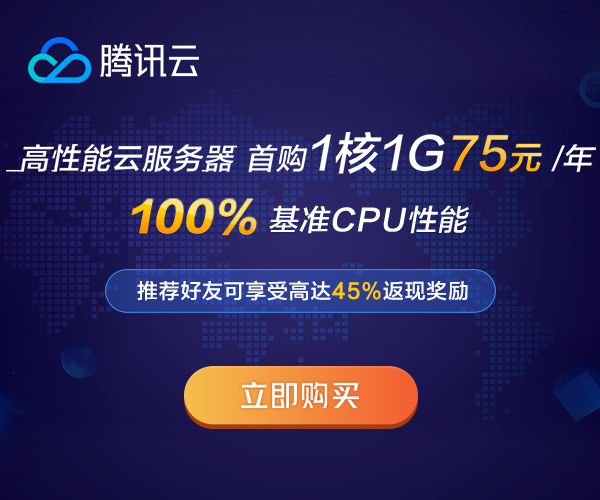 腾讯云
_高性能云服务器 首购1核1G75元 /年
100% 基准CPU性能
推荐好友可享受高达45%返现奖励
立即购买